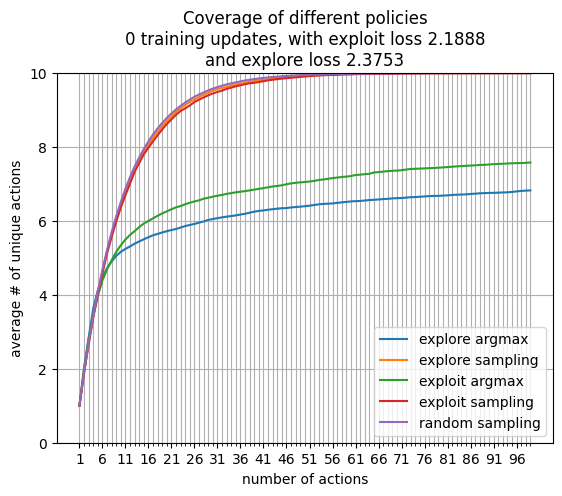 Coverage of different policies
0 training updates, with exploit loss 2.1888
and explore loss 2.3753
10
8
6
4
2
0
average # of unique actions
explore argmax
explore sampling
exploit argmax
exploit sampling
random sampling
1 6 11 16 21 26 31 36 41 46 51 56 61 66 71 76 81 86 91 96
number of actions